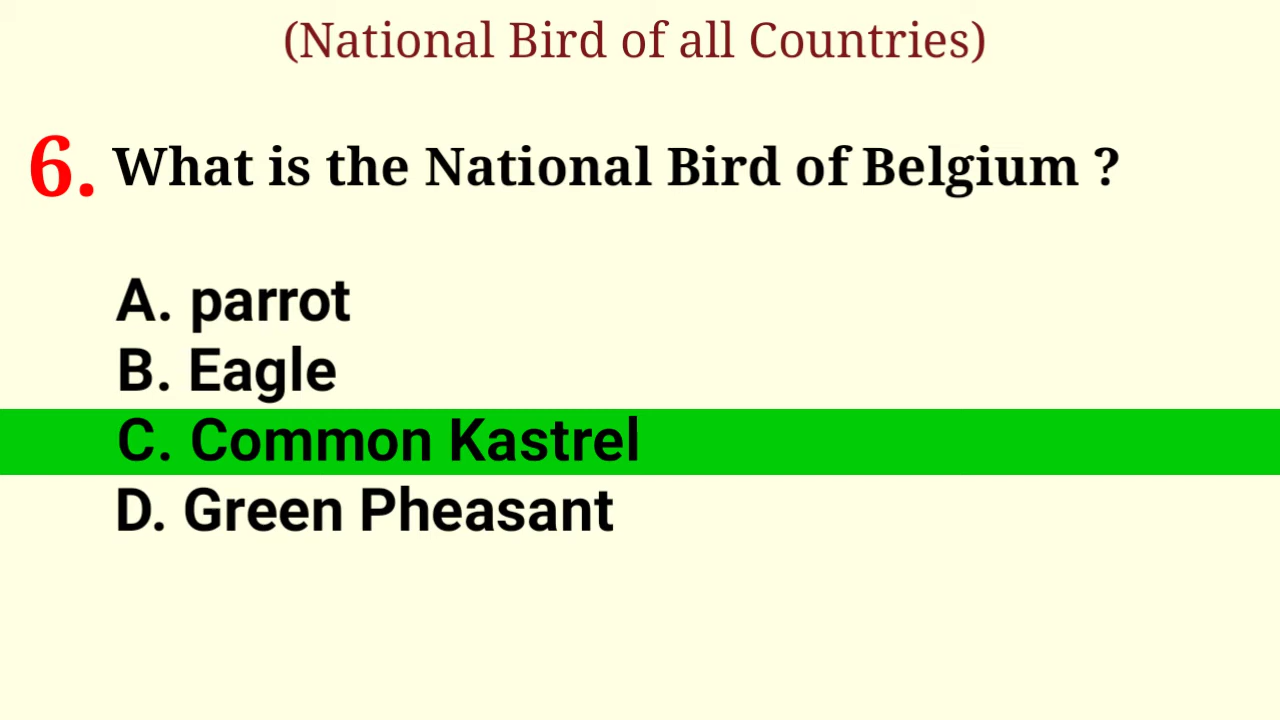 (National Bird of all Countries)
6. What is the National Bird of Belgium ?
A. parrot
B. Eagle
C. Common Kastrel
D. Green Pheasant